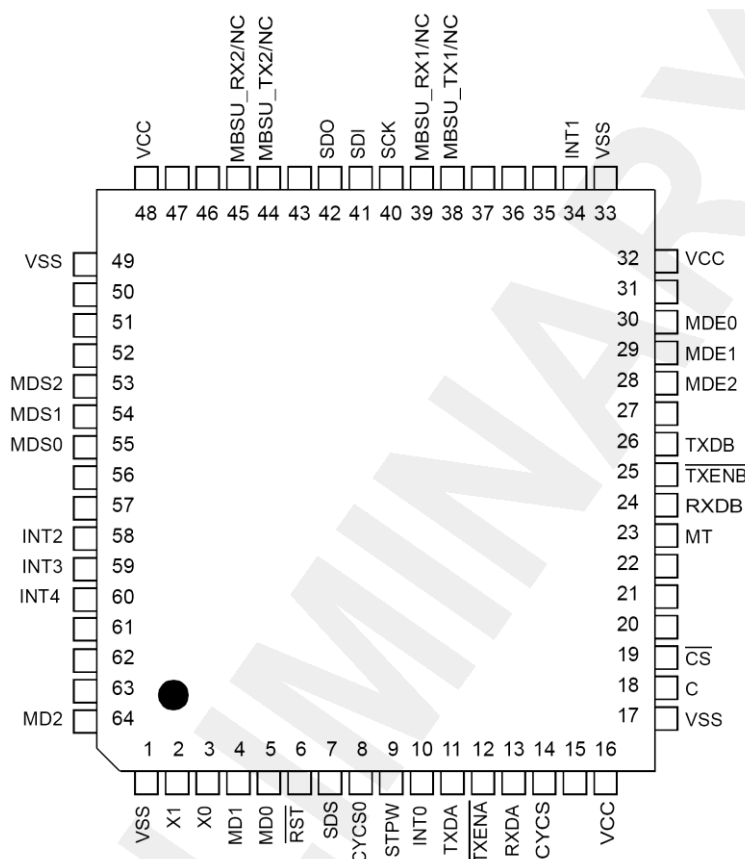 VCC
MBSU_RX2/NC
MBSU_TX2/NC
SDO
SDI
SCK
MBSU_RX1/NC
MBSU_TX1/NC
INT1
VSS
48 47 46 45 44 43 42 41 40 39 38 37 36 35 34 33
VSS 49
50
51
52
MDS2 53
MDS1 54
MDS0 55
56
57
INT2 58
INT3 59
INT4 60
61
62
63
MD2 64
32 VCC
31
30 MDE0
29 MDE1
28 MDE2
27
26 TXDB
25 TXENB
24 RXDB
23 MT
22
21
20
19 CS
18 C
17 VSS
1 2 3 4 5 6 7 8 9 10 11 12 13 14 15 16
VSS
X1
X0
MD1
MD0
RST
SDS
CYCS0
STPW
INT0
TXDA
TXENA
RXDA
CYCS
VCC
LIMINARY